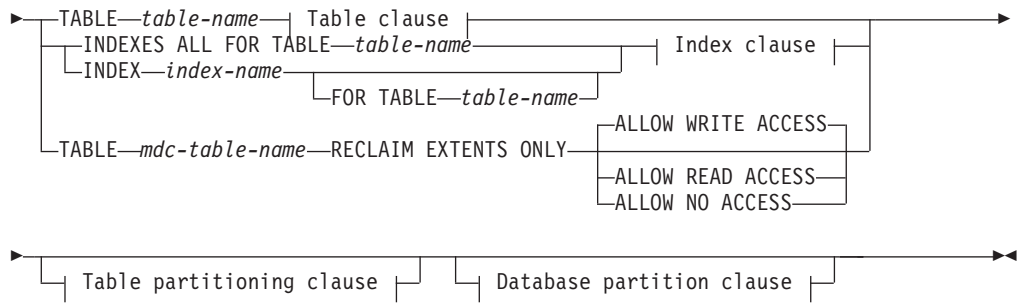 TABLE table-name Table clause
INDEXES ALL FOR TABLE table-name Index clause
INDEX index-name
FOR TABLE table-name
ALLOW WRITE ACCESS
TABLE mdc-table-name RECLAIM EXTENTS ONLY
ALLOW READ ACCESS
ALLOW NO ACCESS
Table partitioning clause Database partition clause